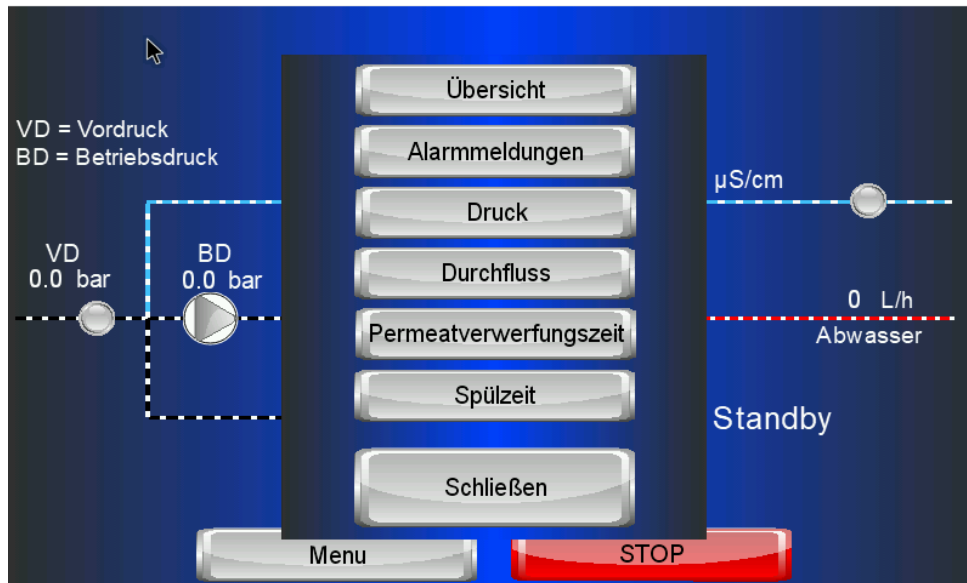 Übersicht
Alarmmeldungen
Druck
Durchfluss
Permeatverwerfungszeit
Spülzeit
Schließen
VD = Vordruck
BD = Betriebsdruck
VD
0.0 bar
BD
0.0 bar
µS/cm
0 L/h
Abwasser
Standby
Menu
STOP